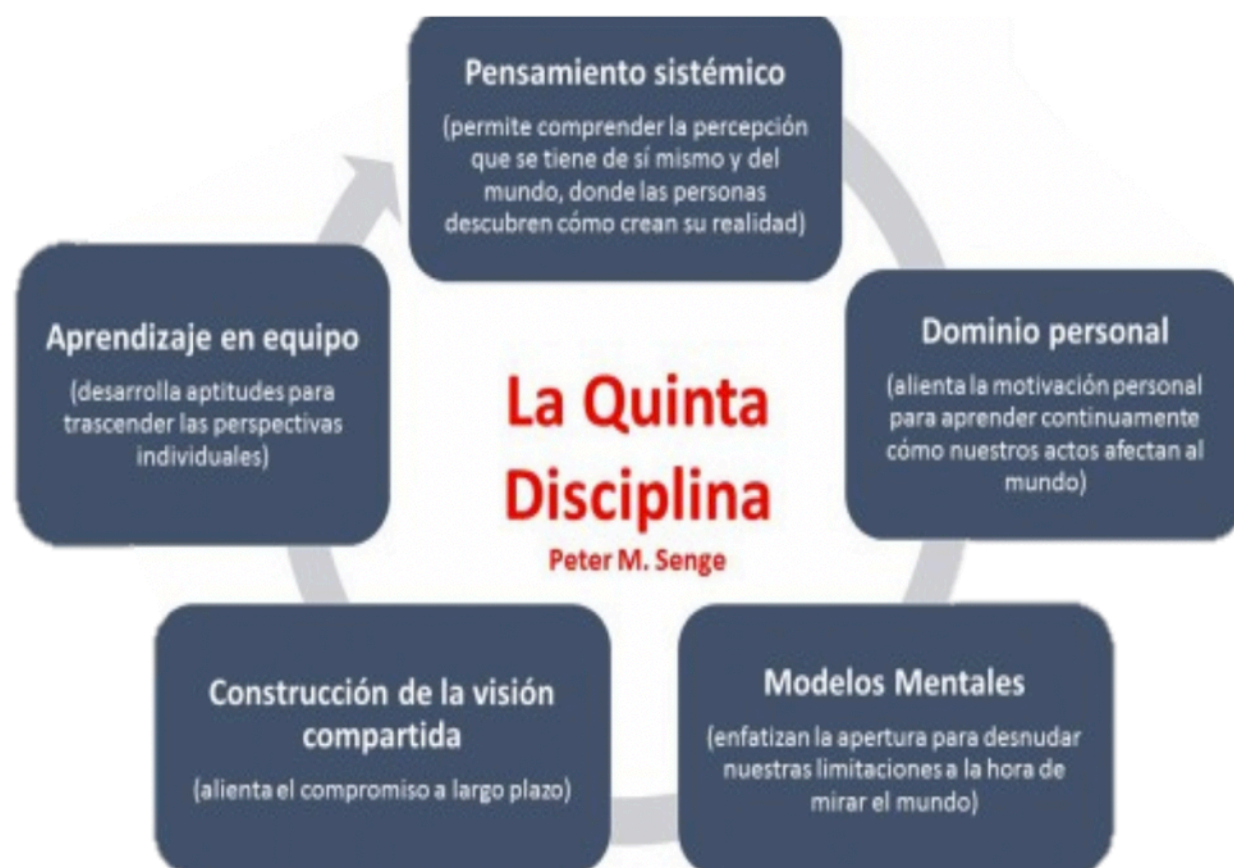 Pensamiento sistémico
(permite comprender la percepción
que se tiene de sí mismo y del
mundo, donde las personas
descubren cómo crean su realidad)
Dominio personal
(alienta la motivación personal
para aprender continuamente
cómo nuestros actos afectan al
mundo)
Modelos Mentales
(enfatizan la apertura para desnudar
nuestras limitaciones a la hora de
mirar el mundo)
Construcción de la visión
compartida
(alienta el compromiso a largo plazo)
Aprendizaje en equipo
(desarrolla aptitudes para
trascender las perspectivas
individuales)
La Quinta
Disciplina
Peter M. Senge